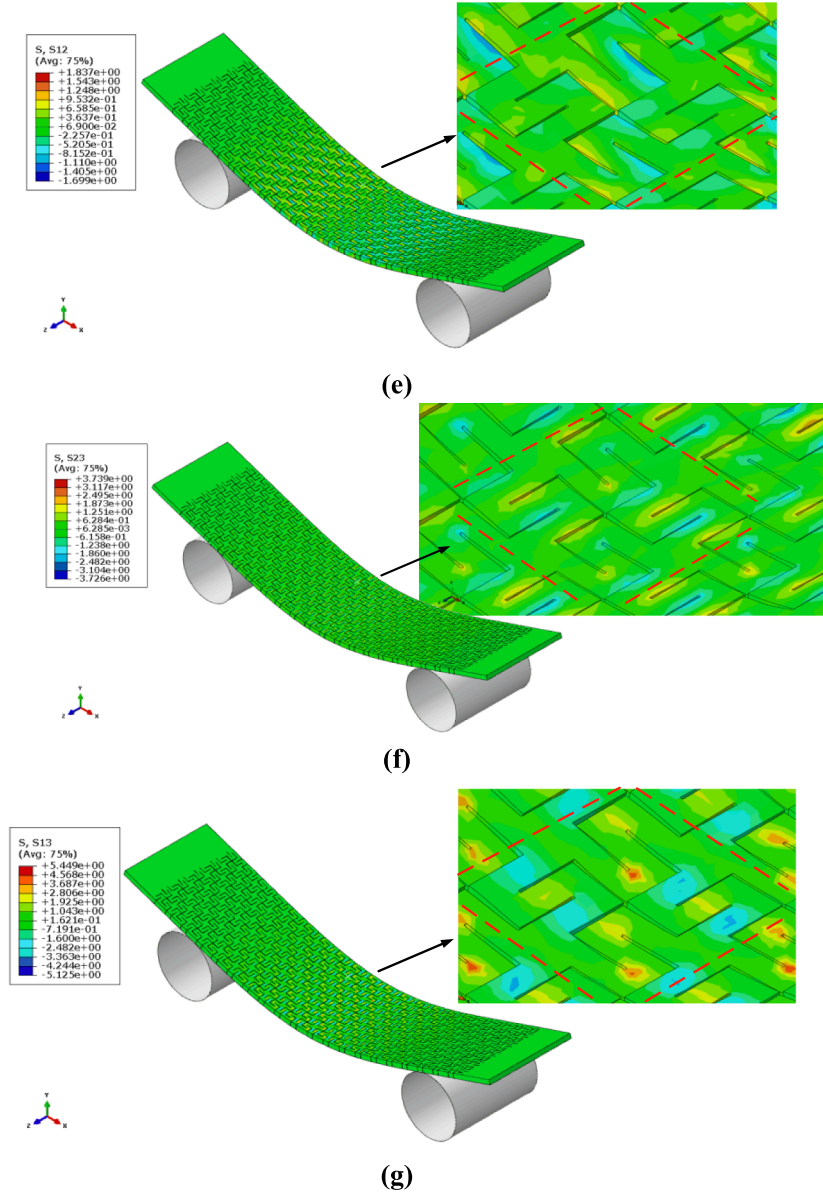 S, S12
(Avg: 75%)
+1.837e+00
+1.543e+00
+1.248e+00
+9.532e-01
+6.585e-01
+3.637e-01
+6.900e-02
-2.257e-01
-5.205e-01
-8.152e-01
-1.110e+00
-1.405e+00
-1.699e+00
Y
Z
X
(e)
S, S23
(Avg: 75%)
+3.739e+00
+3.117e+00
+2.495e+00
+1.873e+00
+1.251e+00
+6.284e-01
+6.285e-03
-6.158e-01
-1.238e+00
-1.860e+00
-2.482e+00
-3.104e+00
-3.726e+00
Y
Z
X
(f)
S, S13
(Avg: 75%)
+5.449e+00
+4.568e+00
+3.687e+00
+2.806e+00
+1.925e+00
+1.043e+00
+1.621e-01
-7.191e-01
-1.600e+00
-2.482e+00
-3.363e+00
-4.244e+00
-5.125e+00
Y
Z
X
(g)